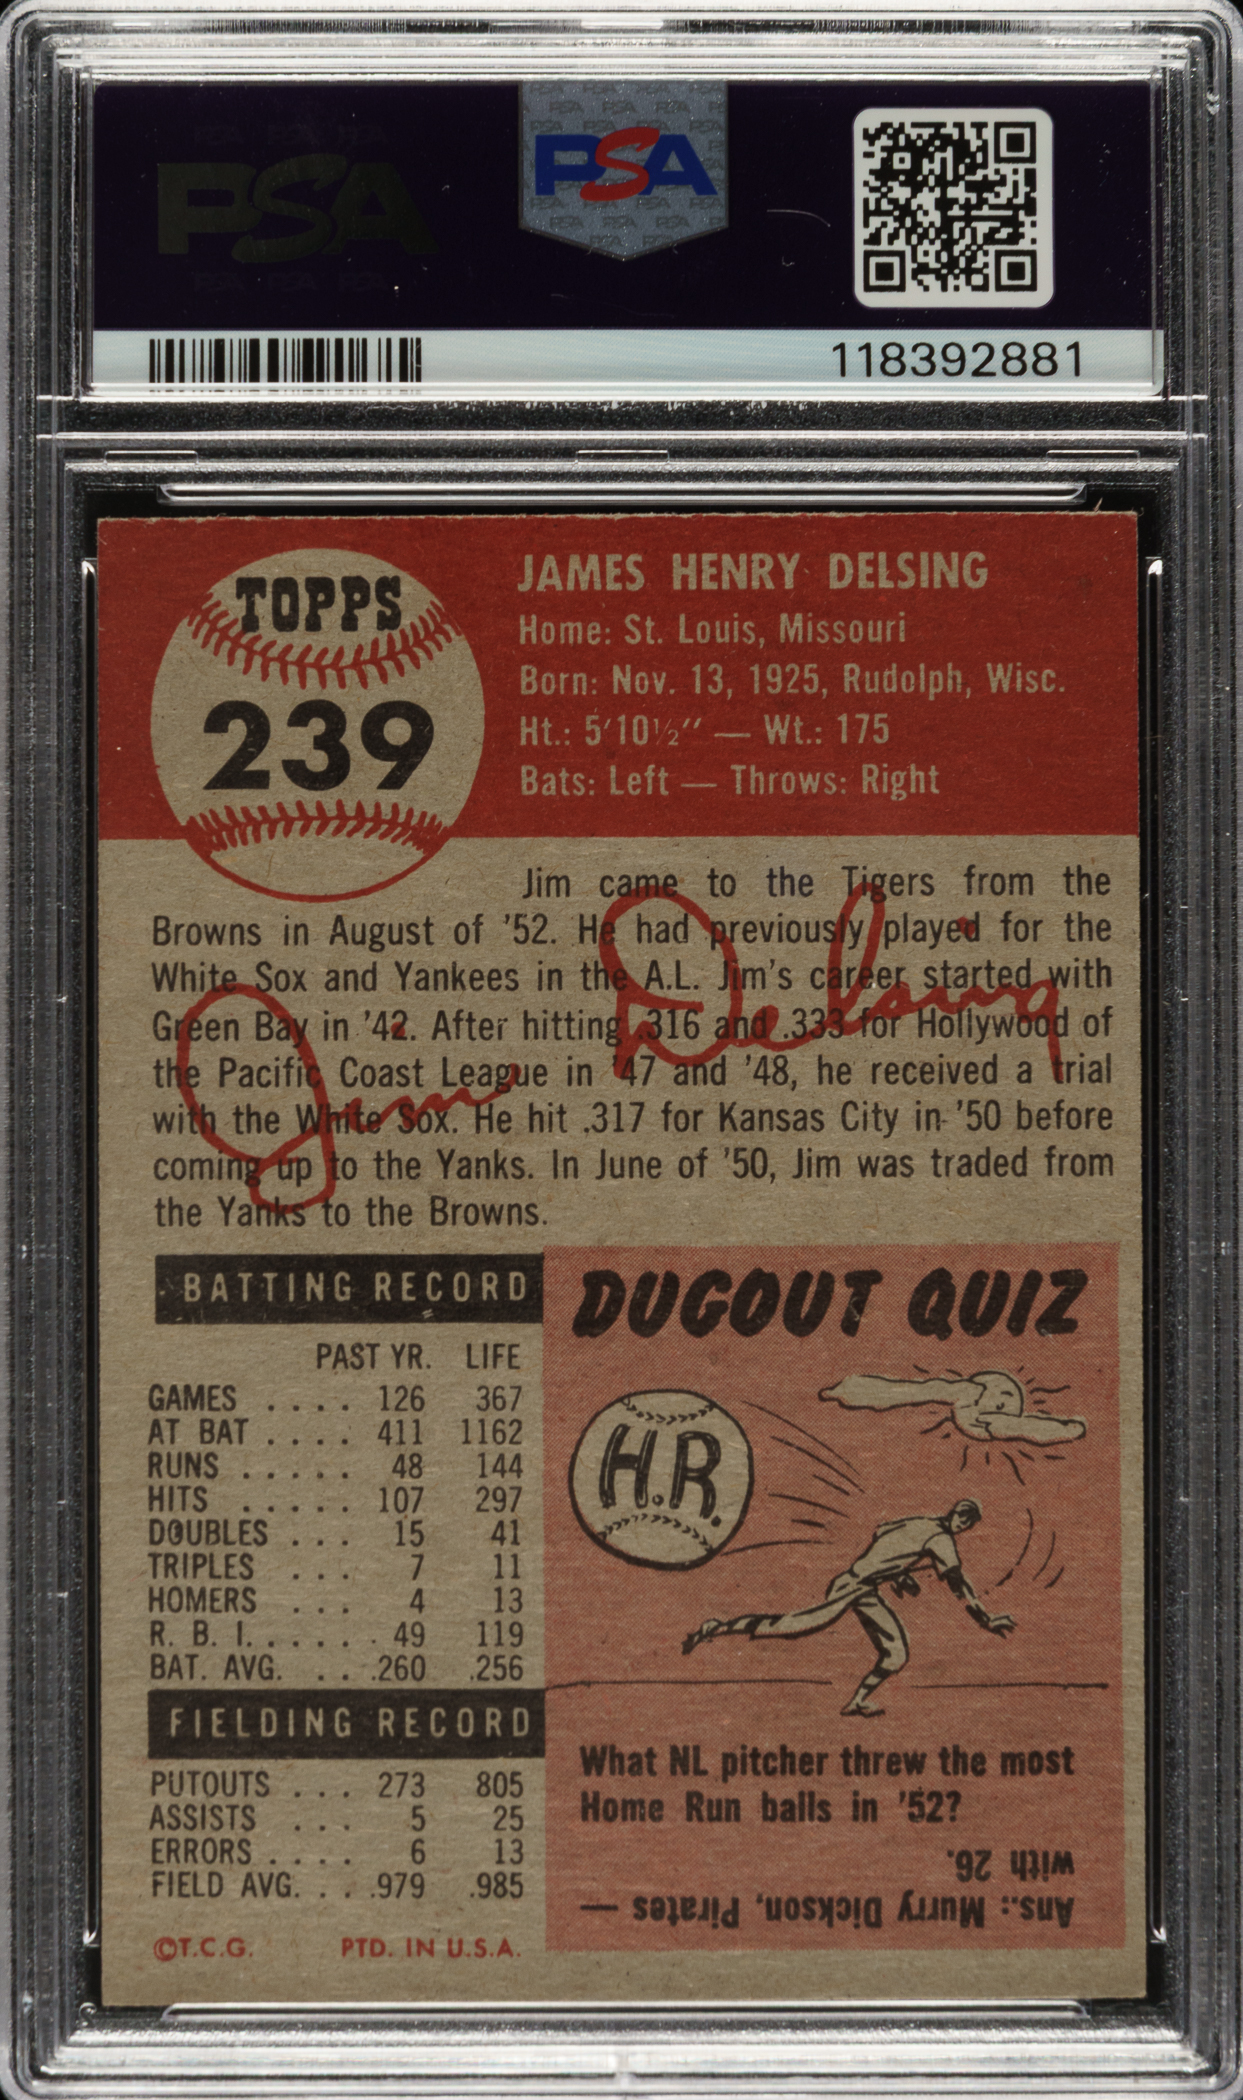 PSA
PSA
118392881
TOPPS
239
JAMES HENRY DELSING
Home: St. Louis, Missouri
Born: Nov. 13, 1925, Rudolph, Wisc.
Ht.: 5'10½" — Wt.: 175
Bats: Left — Throws: Right
Jim came to the Tigers from the
Browns in August of '52. He had previously played for the
White Sox and Yankees in the A.L. Jim's career started with
Green Bay in '42. After hitting .316 and .333 for Hollywood of
the Pacific Coast League in '47 and '48, he received a trial
with the White Sox. He hit .317 for Kansas City in '50 before
coming up to the Yanks. In June of '50, Jim was traded from
the Yanks to the Browns.
Jim Delsing
BATTING RECORD
PAST YR. LIFE
GAMES .... 126 367
AT BAT .... 411 1162
RUNS ..... 48 144
HITS ..... 107 297
DOUBLES ... 15 41
TRIPLES ... 7 11
HOMERS ... 4 13
R. B. I. ..... 49 119
BAT. AVG. ... .260 .256
FIELDING RECORD
PUTOUTS ... 273 805
ASSISTS ... 5 25
ERRORS .... 6 13
FIELD AVG. ... .979 .985
©T.C.G. PTD. IN U.S.A.
DUGOUT QUIZ
H.R.
What NL pitcher threw the most
Home Run balls in '52?
Ans.: Murry Dickson, Pirates —
with 26.